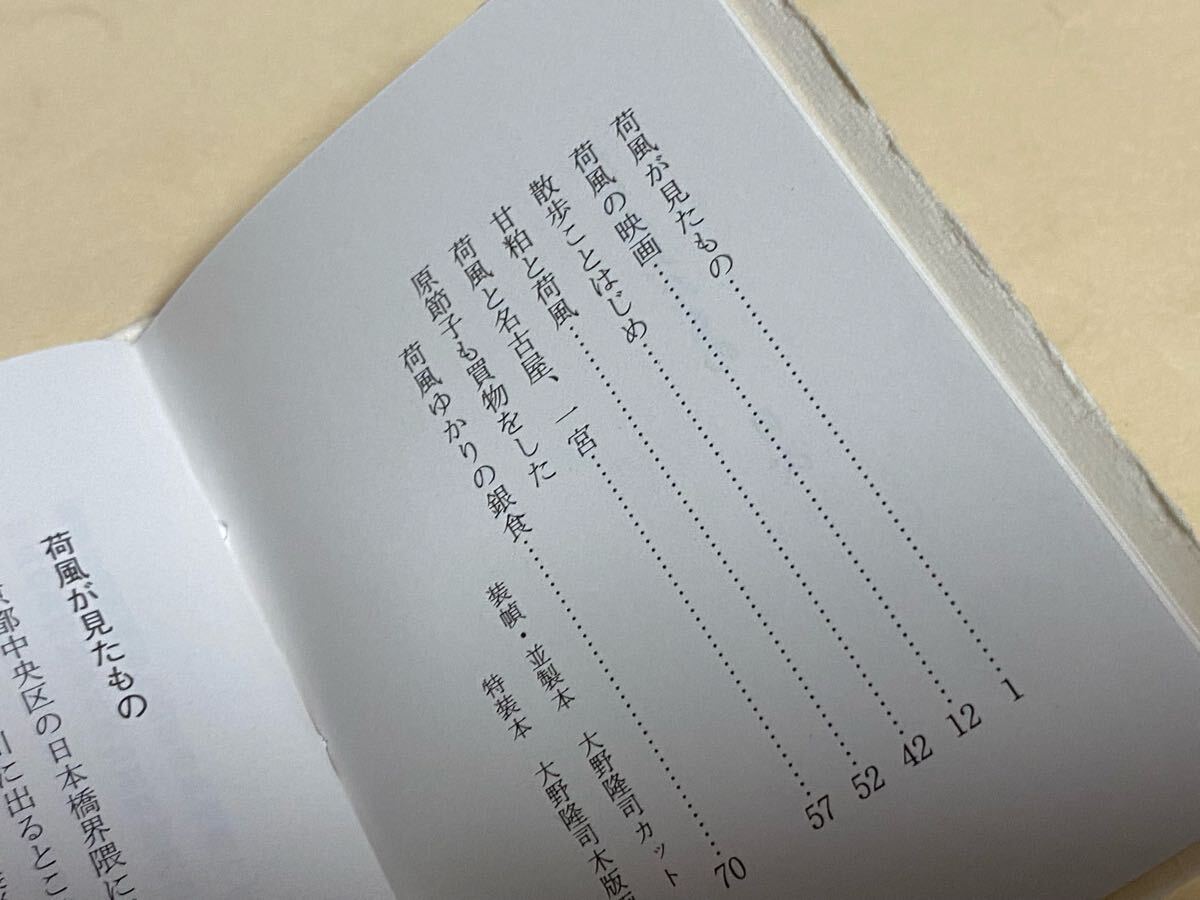 荷風が見たもの…………………1
荷風の映画…………………12
散歩ことはじめ…………………42
甘粕と荷風…………………52
荷風と名古屋、一宮…………………57
原節子も買物をした
荷風ゆかりの銀食…………………70
装幀・並製本　大野隆司カット
特装本　大野隆司木版
荷風が見たもの
京都中央区の日本橋界隈に
川に出るとこ